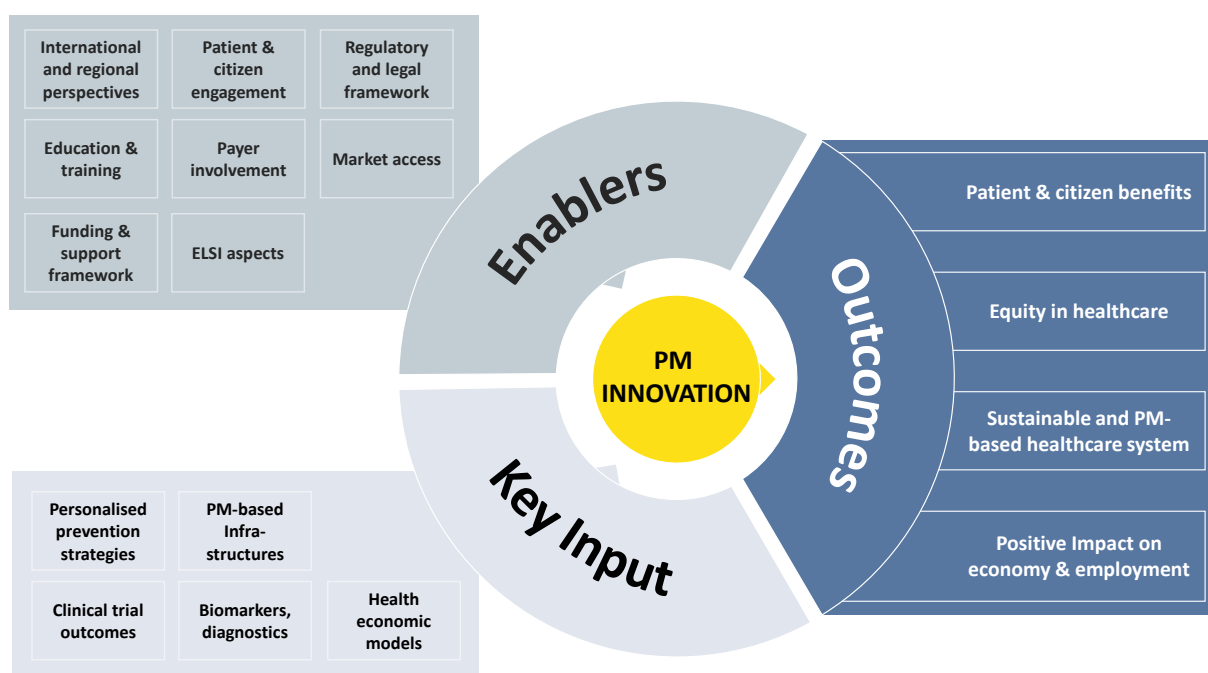 International
and regional
perspectives
Patient &
citizen
engagement
Regulatory
and legal
framework
Education &
training
Payer
involvement
Market access
Funding &
support
framework
ELSI aspects
Enablers
PM
INNOVATION
Outcomes
Patient & citizen benefits
Equity in healthcare
Sustainable and PM-
based healthcare system
Positive Impact on
economy & employment
Key Input
Personalised
prevention
strategies
PM-based
Infra-
structures
Clinical trial
outcomes
Biomarkers,
diagnostics
Health
economic
models